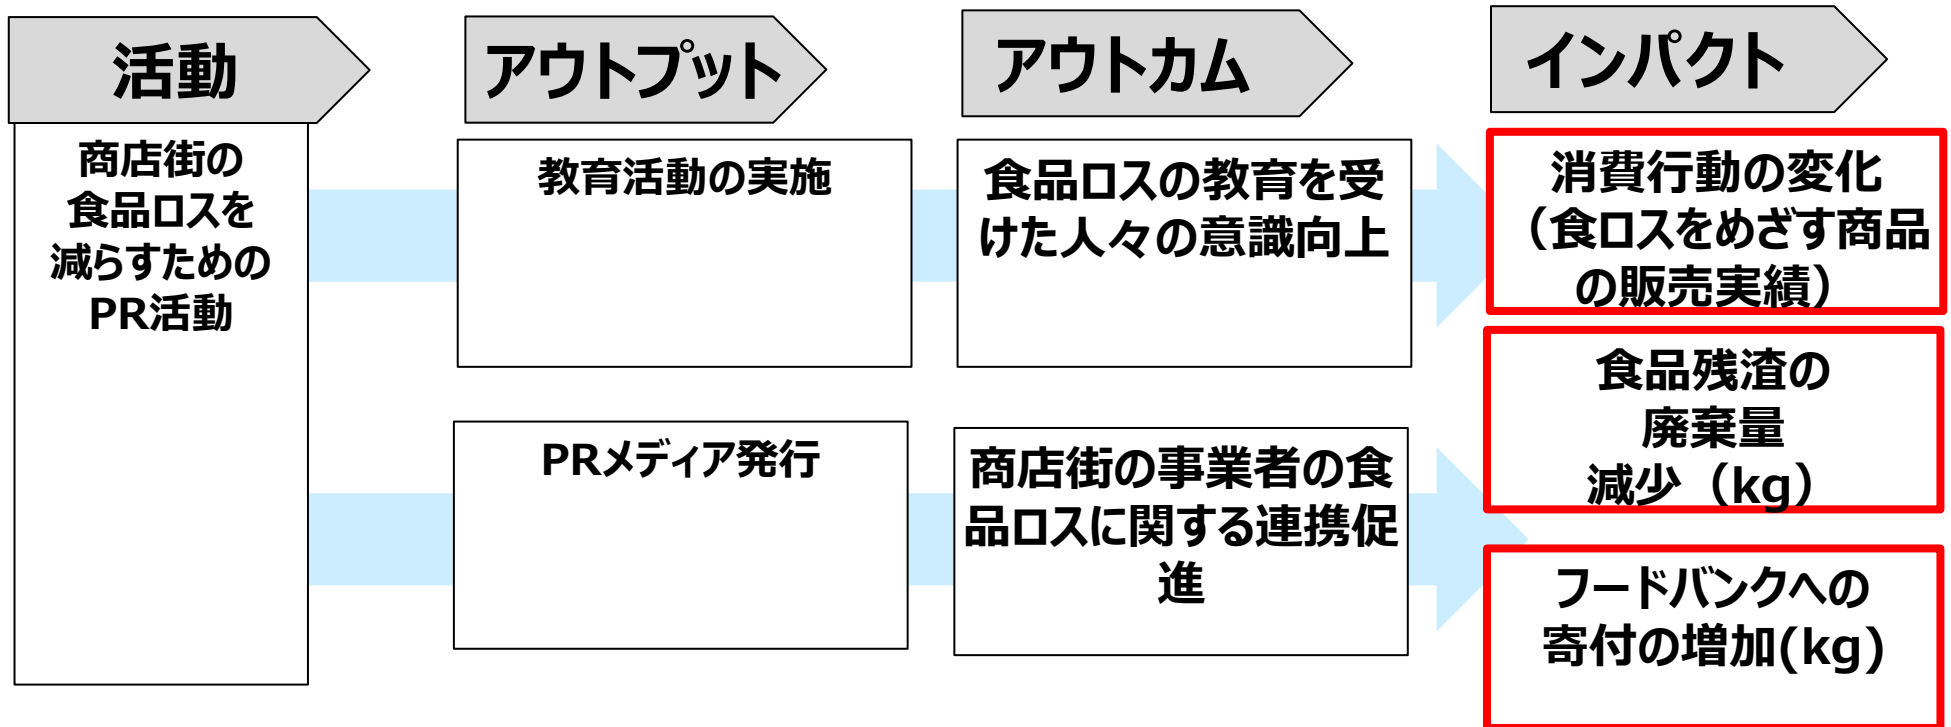 活動
アウトプット
アウトカム
インパクト
商店街の
食品ロスを
減らすための
PR活動
教育活動の実施
食品ロスの教育を受
けた人々の意識向上
消費行動の変化
（食ロスをめざす商品
の販売実績）
食品残渣の
廃棄量
減少（kg）
PRメディア発行
商店街の事業者の食
品ロスに関する連携促
進
フードバンクへの
寄付の増加(kg)